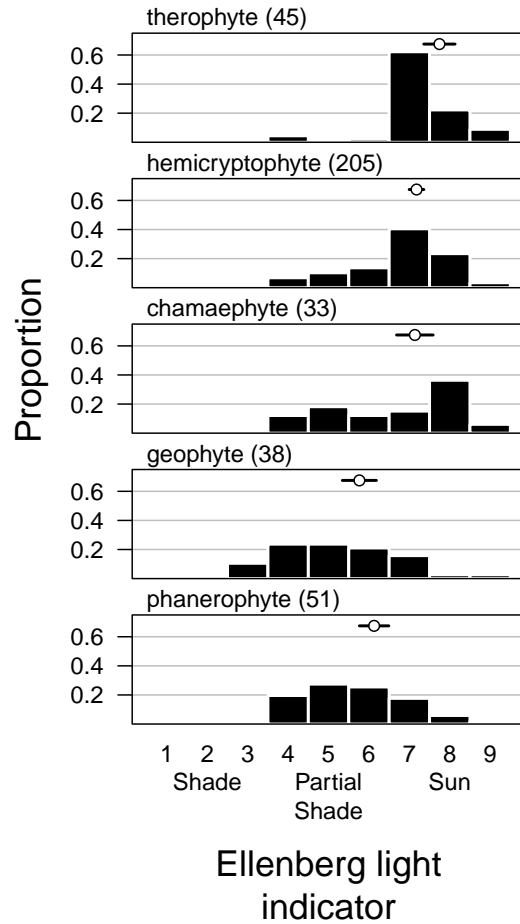 therophyte (45)
0.6
0.4
0.2
hemicryptophyte (205)
0.6
0.4
0.2
chamaephyte (33)
0.6
0.4
0.2
geophyte (38)
0.6
0.4
0.2
phanerophyte (51)
0.6
0.4
0.2
Proportion
1 2 3 4 5 6 7 8 9
Shade Partial Sun
Shade
Ellenberg light
indicator